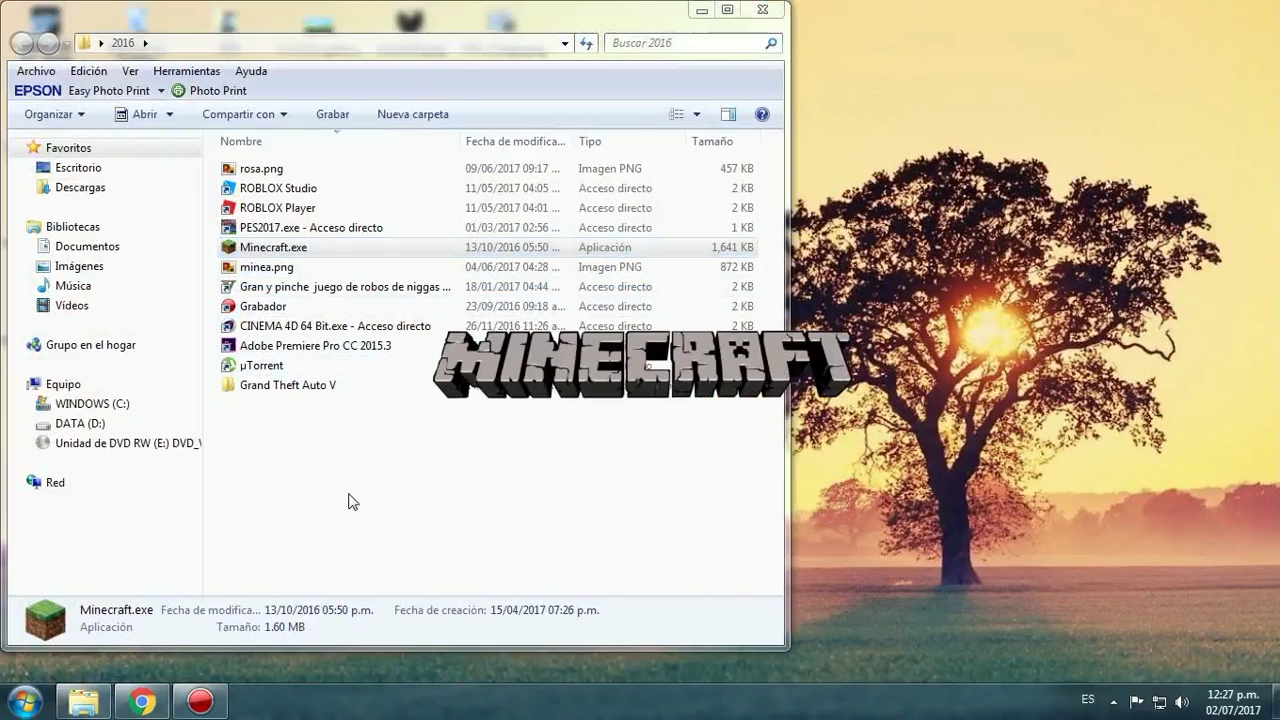 2016
Buscar 2016
Archivo Edición Ver Herramientas Ayuda
EPSON Easy Photo Print Photo Print
Organizar Abrir Compartir con Grabar Nueva carpeta
Nombre Fecha de modifica... Tipo Tamaño
Favoritos
Escritorio
Descargas
Bibliotecas
Documentos
Imágenes
Música
Vídeos
Grupo en el hogar
Equipo
WINDOWS (C:)
DATA (D:)
Unidad de DVD RW (E:) DVD_V
Red
rosa.png 09/06/2017 09:17 ... Imagen PNG 457 KB
ROBLOX Studio 11/05/2017 04:05 ... Acceso directo 2 KB
ROBLOX Player 11/05/2017 04:01 ... Acceso directo 2 KB
PES2017.exe - Acceso directo 01/03/2017 02:56 ... Acceso directo 1 KB
Minecraft.exe 13/10/2016 05:50 ... Aplicación 1,641 KB
minea.png 04/06/2017 04:28 ... Imagen PNG 872 KB
Gran y pinche juego de robos de niggas ... 18/01/2017 04:44 ... Acceso directo 2 KB
Grabador 23/09/2016 09:18 a... Acceso directo 2 KB
CINEMA 4D 64 Bit.exe - Acceso directo 26/11/2016 11:26 a... Acceso directo 2 KB
Adobe Premiere Pro CC 2015.3
µTorrent
Grand Theft Auto V
MINECRAFT
Minecraft.exe Fecha de modifica... 13/10/2016 05:50 p.m. Fecha de creación: 15/04/2017 07:26 p.m.
Aplicación Tamaño: 1.60 MB
ES
12:27 p.m.
02/07/2017